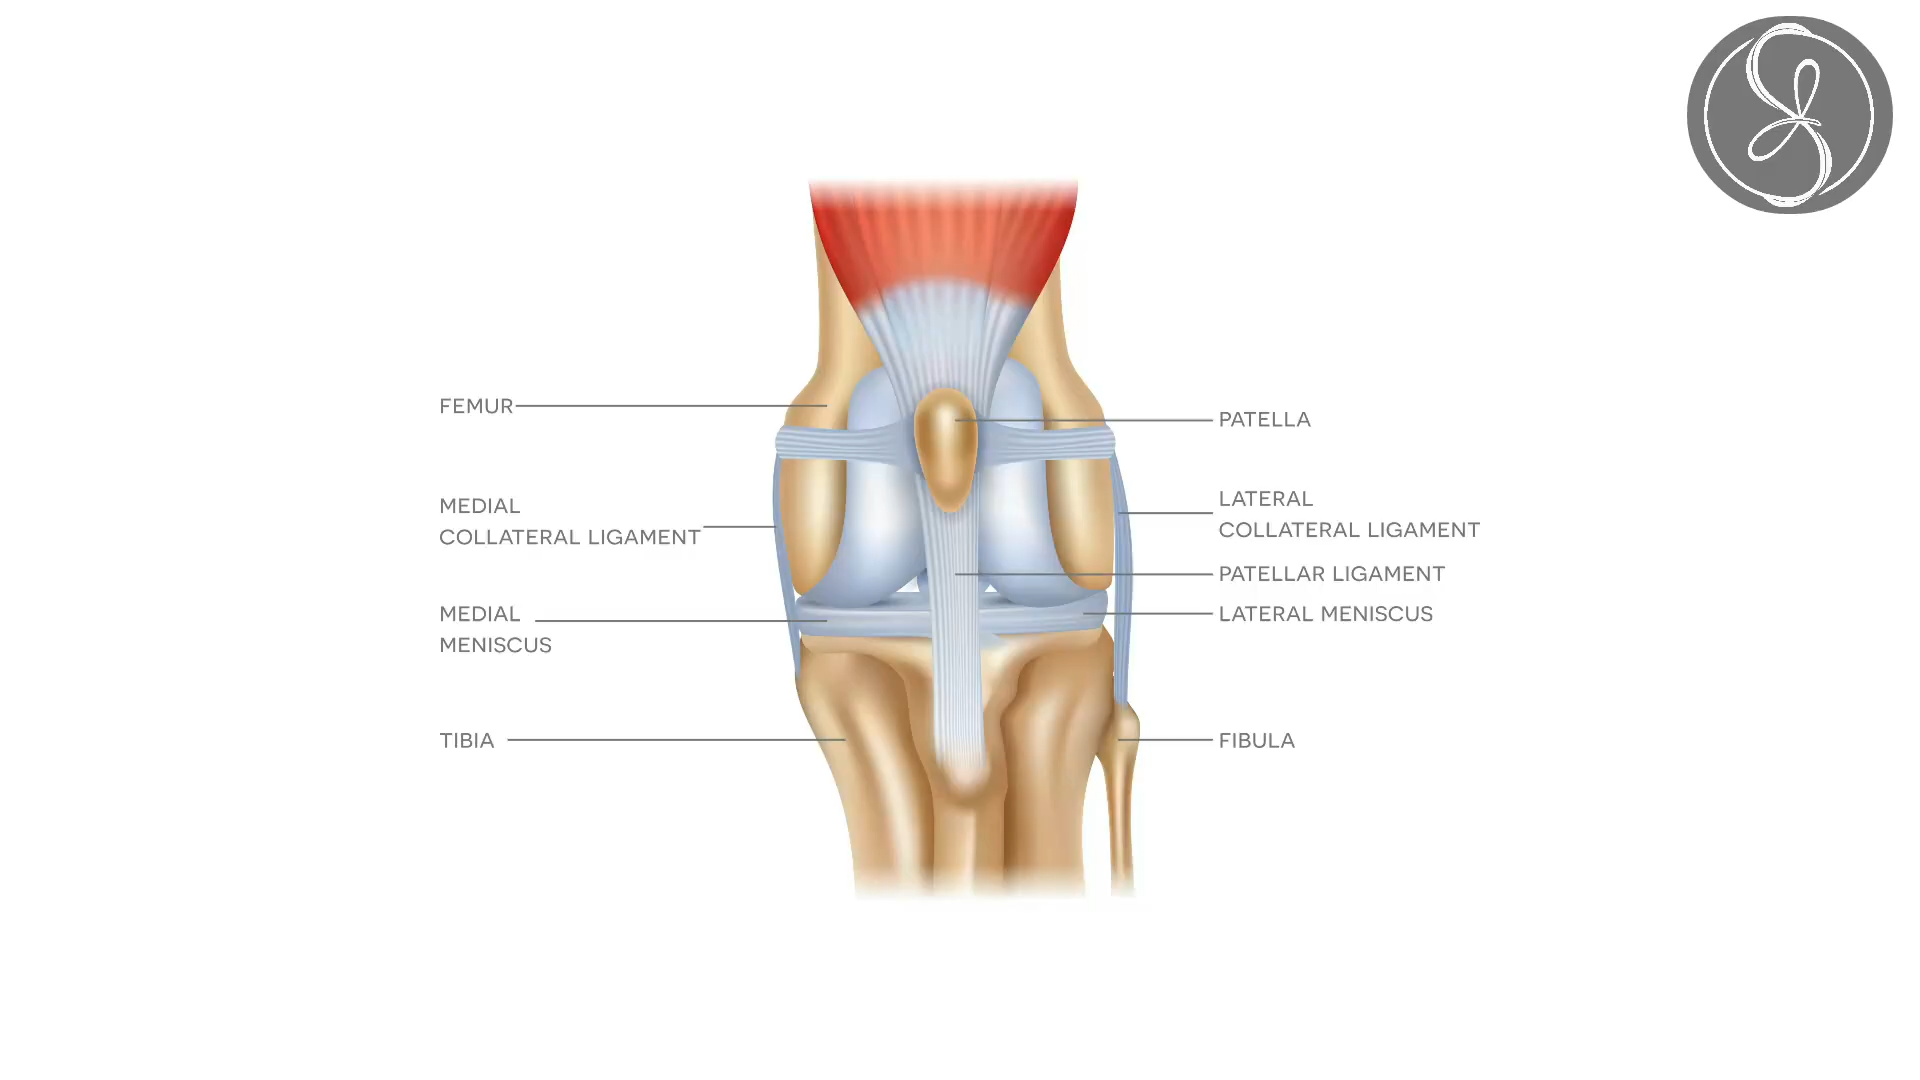 FEMUR
MEDIAL
COLLATERAL LIGAMENT
MEDIAL
MENISCUS
TIBIA
PATELLA
LATERAL
COLLATERAL LIGAMENT
PATELLAR LIGAMENT
LATERAL MENISCUS
FIBULA